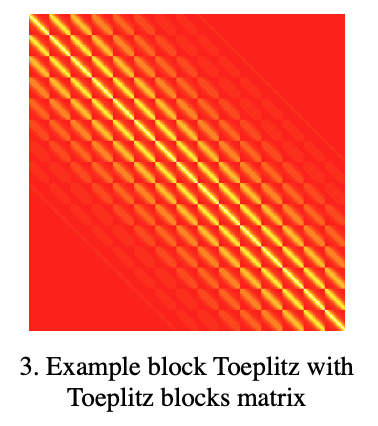 3. Example block Toeplitz with
Toeplitz blocks matrix